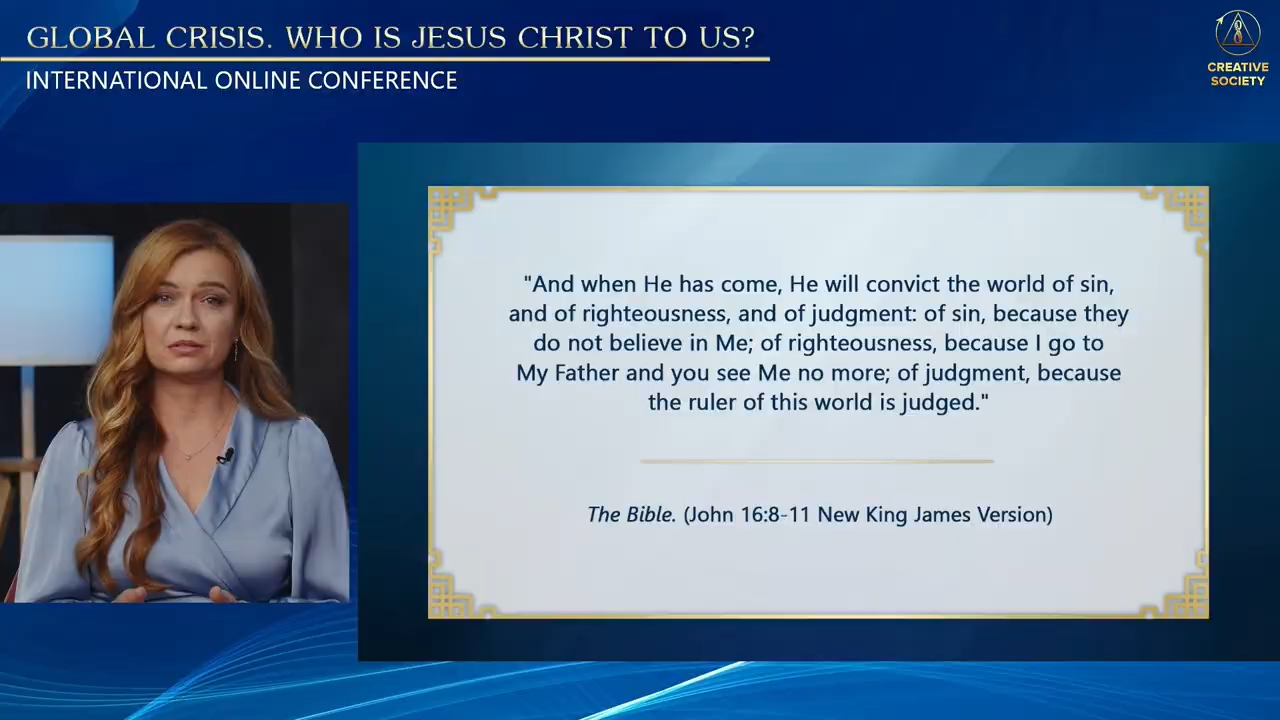 GLOBAL CRISIS. WHO IS JESUS CHRIST TO US?
INTERNATIONAL ONLINE CONFERENCE
CREATIVE
SOCIETY
"And when He has come, He will convict the world of sin,
and of righteousness, and of judgment: of sin, because they
do not believe in Me; of righteousness, because I go to
My Father and you see Me no more; of judgment, because
the ruler of this world is judged."
The Bible. (John 16:8-11 New King James Version)